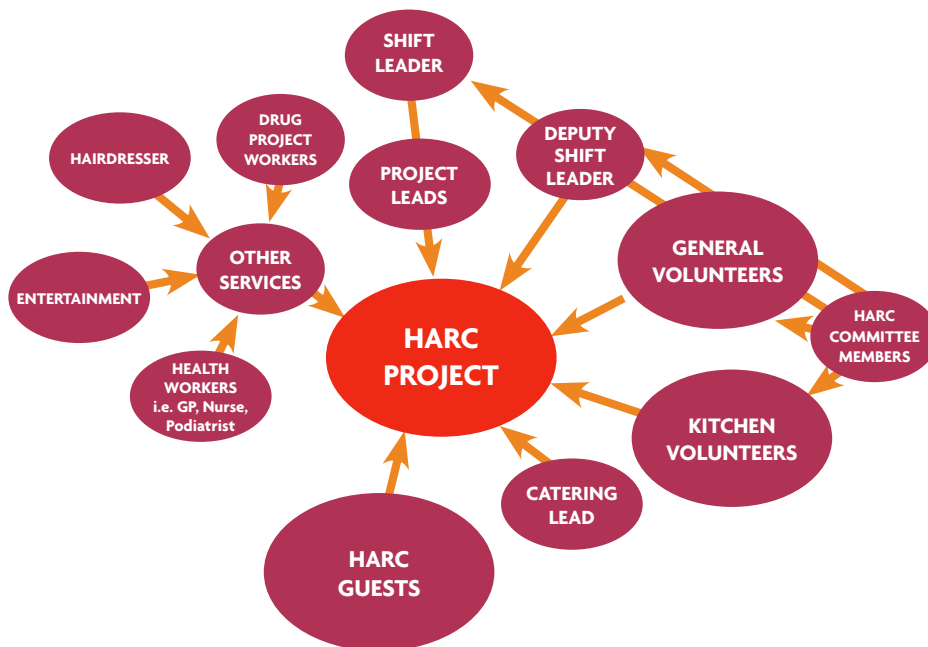 SHIFT
LEADER
DRUG
PROJECT
WORKERS
HAIRDRESSER
DEPUTY
SHIFT
LEADER
PROJECT
LEADS
OTHER
SERVICES
GENERAL
VOLUNTEERS
ENTERTAINMENT
HARC
COMMITTEE
MEMBERS
HARC
PROJECT
HEALTH
WORKERS
i.e. GP, Nurse,
Podiatrist
KITCHEN
VOLUNTEERS
CATERING
LEAD
HARC
GUESTS